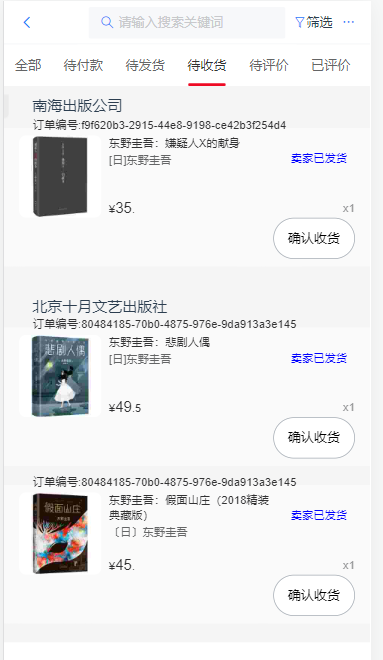 请输入搜索关键词
筛选
全部 待付款 待发货 待收货 待评价 已评价
南海出版公司
订单编号:f9f620b3-2915-44e8-9198-ce42b3f254d4
东野圭吾：嫌疑人X的献身
[日]东野圭吾
卖家已发货
¥35.
x1
确认收货
北京十月文艺出版社
订单编号:80484185-70b0-4875-976e-9da913a3e145
悲剧人偶
东野圭吾：悲剧人偶
[日]东野圭吾
卖家已发货
¥49.5
x1
确认收货
订单编号:80484185-70b0-4875-976e-9da913a3e145
假面山庄
东野圭吾：假面山庄（2018精装
典藏版）
〔日〕东野圭吾
卖家已发货
¥45.
x1
确认收货